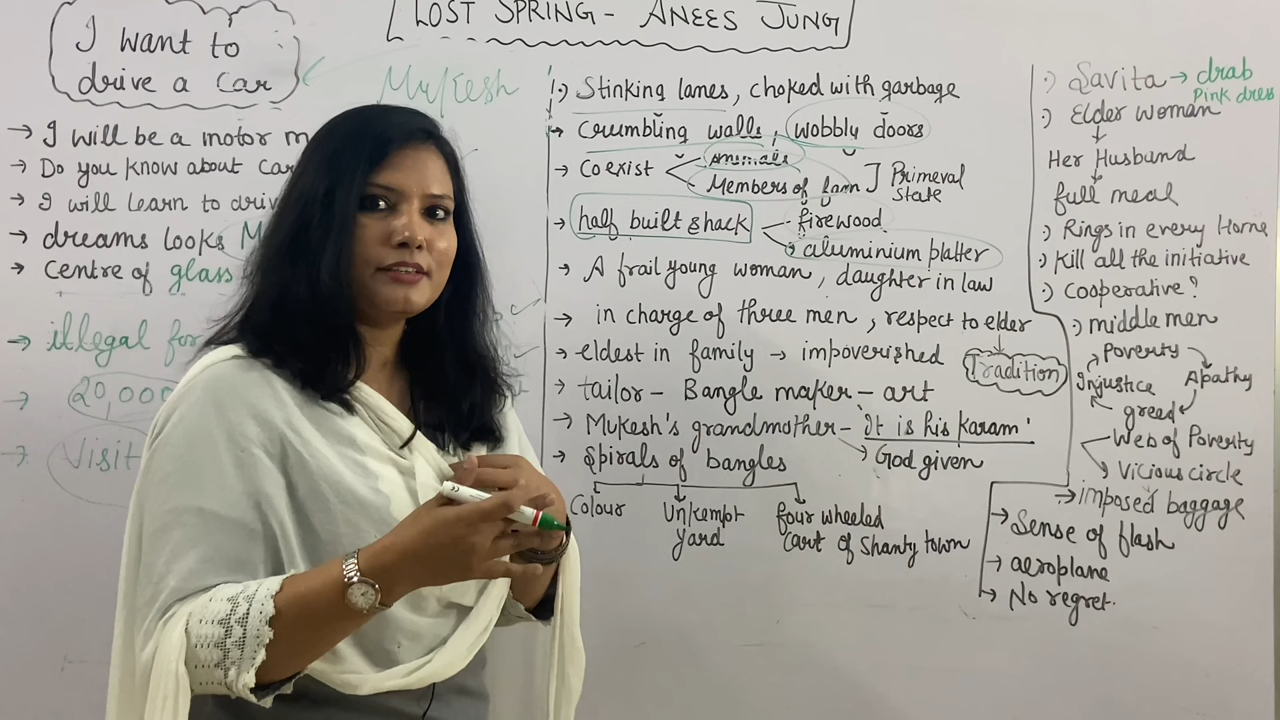 LOST SPRING - ANEES JUNG
I want to
drive a car
Mukesh
→ I will be a motor m
→ Do you know about car
→ I will learn to driv
→ dreams looks M
→ centre of glass
→ illegal for
→ 20,000
→ Visit
:) Stinking lanes, choked with garbage
→ Crumbling walls, wobbly doors
→ Coexist
animals
Members of fam
Primeval
State
→ half built shack
firewood
aluminium platter
→ A frail young woman, daughter in law
→ in charge of three men, respect to elder
Tradition
→ eldest in family → impoverished
→ tailor - Bangle maker - art
→ Mukesh's grandmother - 'It is his karam'
→ God given
→ Spirals of bangles
Colour
Unkempt
yard
four wheeled
cart of Shanty town
:) Savita → drab
Pink dress
:) Elder woman
Her Husband
full meal
:) Rings in every Home
:) Kill all the initiative
:) Cooperative?
:) middle men
Poverty
Apathy
greed
Injustice
Web of Poverty
Vicious circle
→ imposed baggage
→ Sense of flash
→ aeroplane
→ No regret.